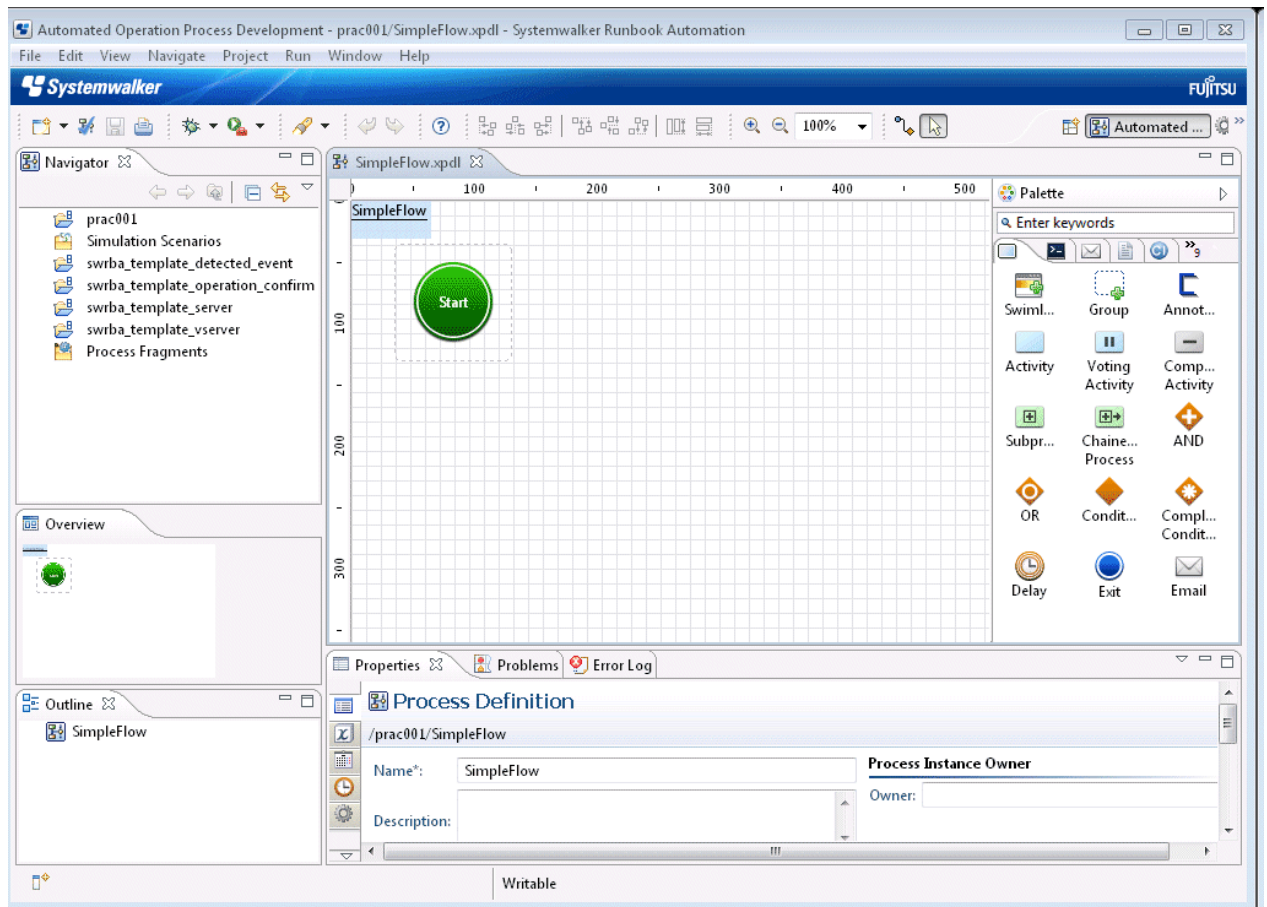 Automated Operation Process Development - prac001/SimpleFlow.xpdl - Systemwalker Runbook Automation
File Edit View Navigate Project Run Window Help
Systemwalker
FUJITSU
100%
Automated ...
Navigator
prac001
Simulation Scenarios
swrba_template_detected_event
swrba_template_operation_confirm
swrba_template_server
swrba_template_vserver
Process Fragments
Overview
Outline
SimpleFlow
SimpleFlow.xpdl
100 200 300 400 500
100
200
300
SimpleFlow
Start
Palette
Enter keywords
9
Swiml... Group Annot...
Activity Voting Activity Comp... Activity
Subpr... Chaine... Process AND
OR Condit... Compl... Condit...
Delay Exit Email
Properties Problems Error Log
Process Definition
/prac001/SimpleFlow
Name*: SimpleFlow
Description:
Process Instance Owner
Owner:
Writable